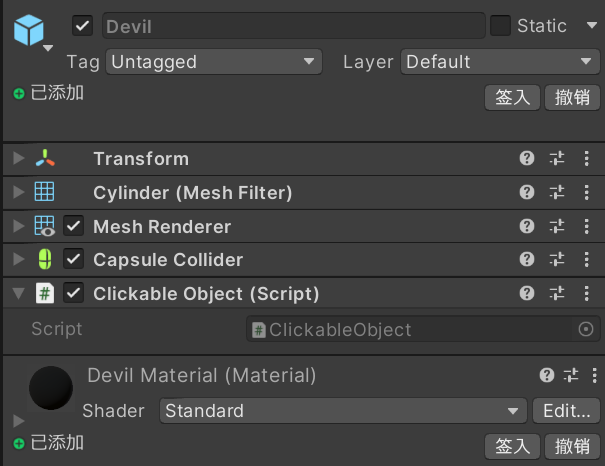 Devil Static
Tag Untagged Layer Default
已添加 签入 撤销
Transform
Cylinder (Mesh Filter)
Mesh Renderer
Capsule Collider
# Clickable Object (Script)
Script # ClickableObject
Devil Material (Material)
Shader Standard Edit...
已添加 签入 撤销